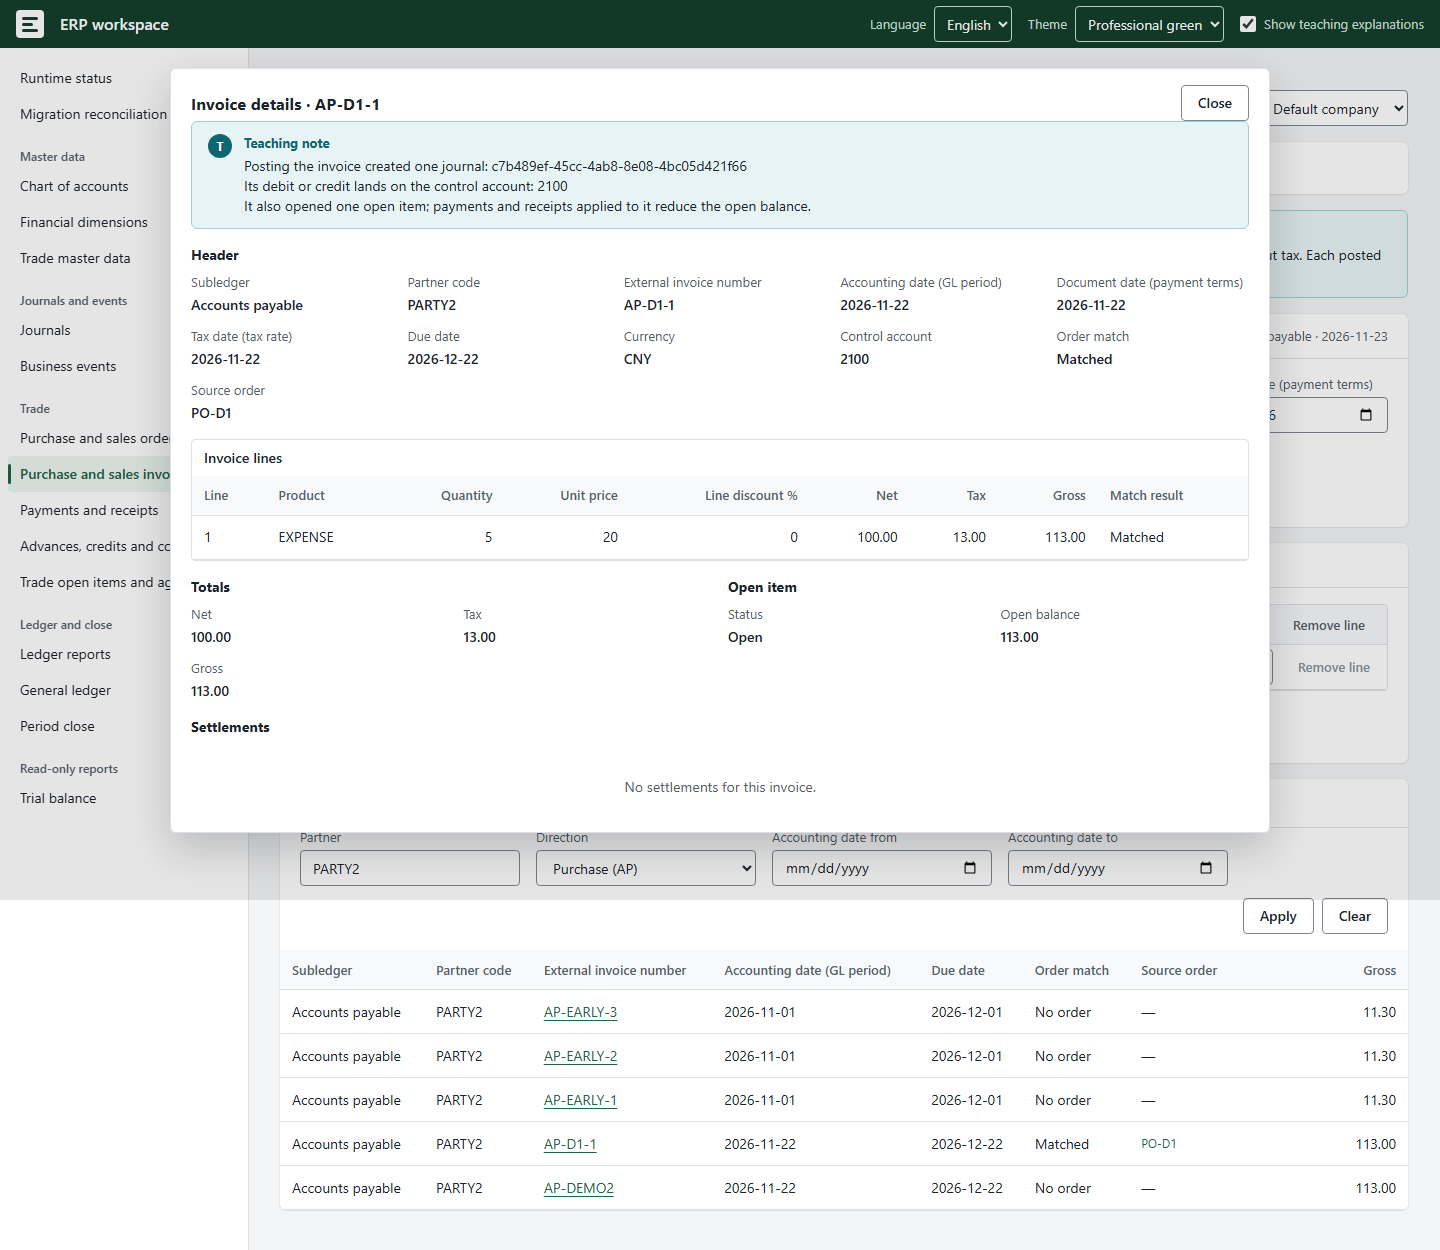 ERP workspace
Language English Theme Professional green Show teaching explanations
Runtime status
Migration reconciliation
Master data
Chart of accounts
Financial dimensions
Trade master data
Journals and events
Journals
Business events
Trade
Purchase and sales orde
Purchase and sales invo
Payments and receipts
Advances, credits and co
Trade open items and ag
Ledger and close
Ledger reports
General ledger
Period close
Read-only reports
Trial balance
Default company
ut tax. Each posted
payable · 2026-11-23
e (payment terms)
6
Remove line
Remove line
Invoice details · AP-D1-1
Close
T
Teaching note
Posting the invoice created one journal: c7b489ef-45cc-4ab8-8e08-4bc05d421f66
Its debit or credit lands on the control account: 2100
It also opened one open item; payments and receipts applied to it reduce the open balance.
Header
Subledger Partner code External invoice number Accounting date (GL period) Document date (payment terms)
Accounts payable PARTY2 AP-D1-1 2026-11-22 2026-11-22
Tax date (tax rate) Due date Currency Control account Order match
2026-11-22 2026-12-22 CNY 2100 Matched
Source order
PO-D1
Invoice lines
Line Product Quantity Unit price Line discount % Net Tax Gross Match result
1 EXPENSE 5 20 0 100.00 13.00 113.00 Matched
Totals Open item
Net Tax Status Open balance
100.00 13.00 Open 113.00
Gross
113.00
Settlements
No settlements for this invoice.
Partner Direction Accounting date from Accounting date to
PARTY2 Purchase (AP) mm/dd/yyyy mm/dd/yyyy
Apply Clear
Subledger Partner code External invoice number Accounting date (GL period) Due date Order match Source order Gross
Accounts payable PARTY2 AP-EARLY-3 2026-11-01 2026-12-01 No order — 11.30
Accounts payable PARTY2 AP-EARLY-2 2026-11-01 2026-12-01 No order — 11.30
Accounts payable PARTY2 AP-EARLY-1 2026-11-01 2026-12-01 No order — 11.30
Accounts payable PARTY2 AP-D1-1 2026-11-22 2026-12-22 Matched PO-D1 113.00
Accounts payable PARTY2 AP-DEMO2 2026-11-22 2026-12-22 No order — 113.00